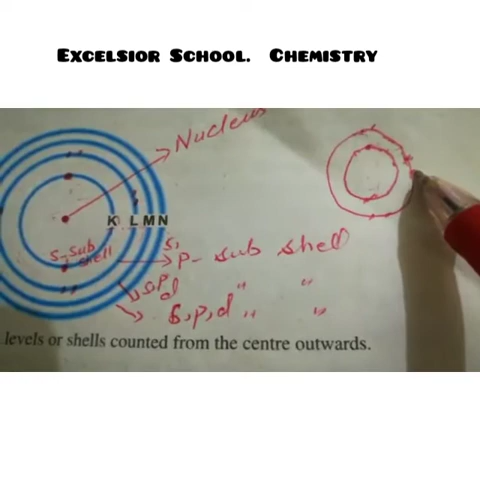 Excelsior School. Chemistry
Nucleus
K L M N
S-Sub shell
s, p- sub shell
s, p, d " "
levels or shells counted from the centre outwards.